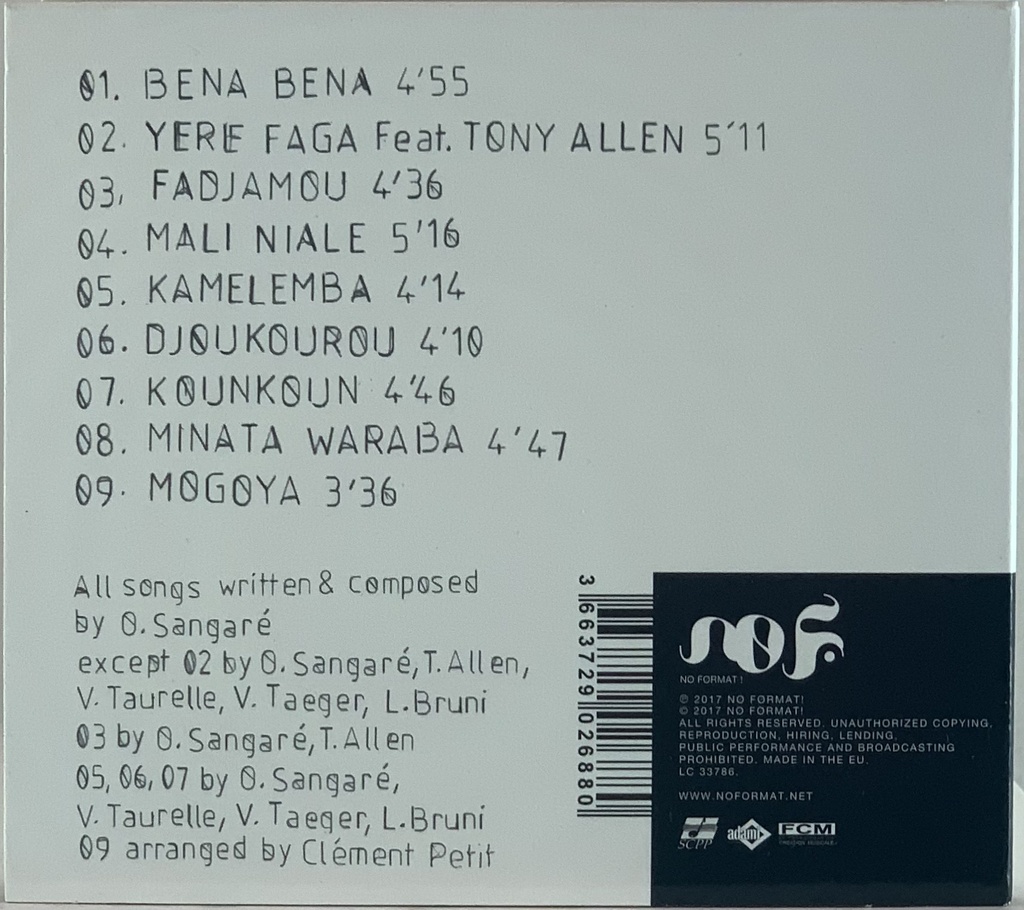 01. BENA BENA 4'55
02. YERE FAGA Feat. TONY ALLEN 5'11
03, FADJAMOU 4'36
04. MALI NIALE 5'16
05. KAMELEMBA 4'14
06. DJOUKOUROU 4'10
07. KOUNKOUN 4'46
08. MINATA WARABA 4'47
09. MOGOYA 3'36
All songs written & composed
by O. Sangaré
except 02 by O. Sangaré, T. Allen,
V. Taurelle, V. Taeger, L. Bruni
03 by O. Sangaré, T. Allen
05, 06, 07 by O. Sangaré,
V. Taurelle, V. Taeger, L. Bruni
09 arranged by Clément Petit
3 663729 026880
NØF.
NO FORMAT!
℗ 2017 NØ FØRMAT!
© 2017 NØ FØRMAT!
ALL RIGHTS RESERVED. UNAUTHORIZED COPYING,
REPRODUCTION, HIRING, LENDING,
PUBLIC PERFORMANCE AND BROADCASTING
PROHIBITED. MADE IN THE EU.
LC 33786.
WWW.NOFORMAT.NET
SCPP adami FCM